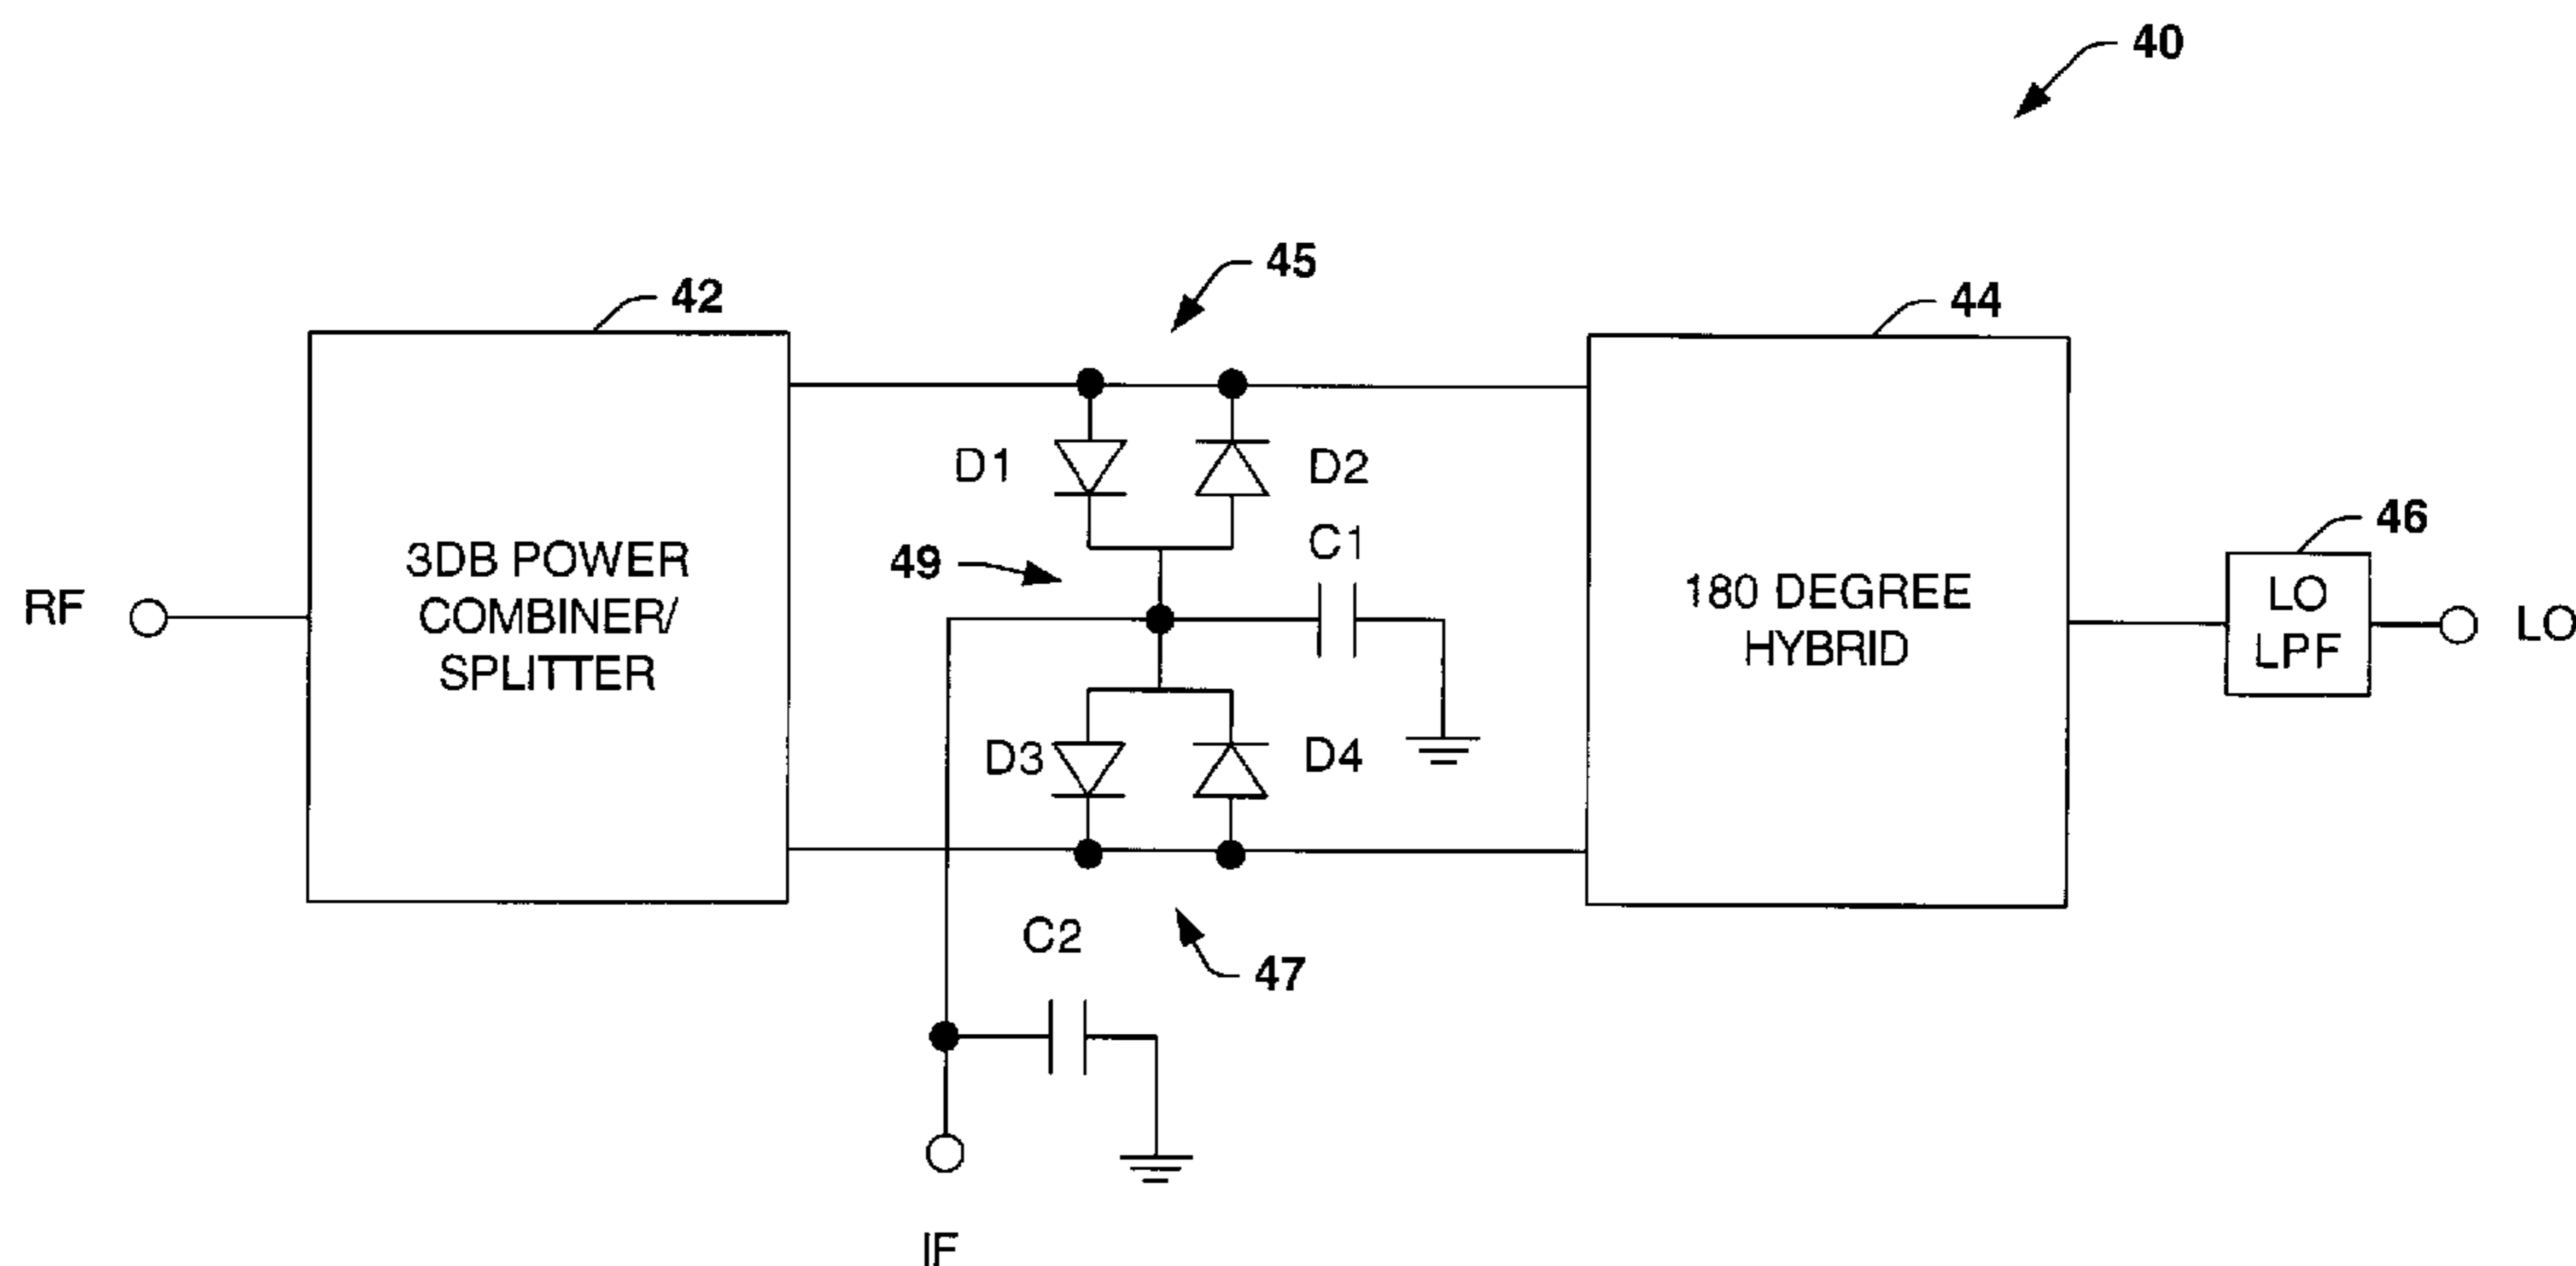 40
45
42
44
D1
D2
46
C1
49
3DB POWER
COMBINER/
SPLITTER
180 DEGREE
HYBRID
LO
LPF
RF
LO
D3
D4
C2
47
IF